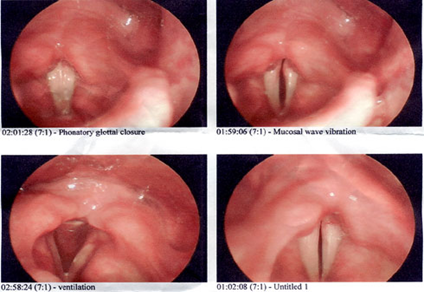 02:01:28 (7:1) - Phonatory glottal closure
01:59:06 (7:1) - Mucosal wave vibration
02:58:24 (7:1) - ventilation
01:02:08 (7:1) - Untitled 1